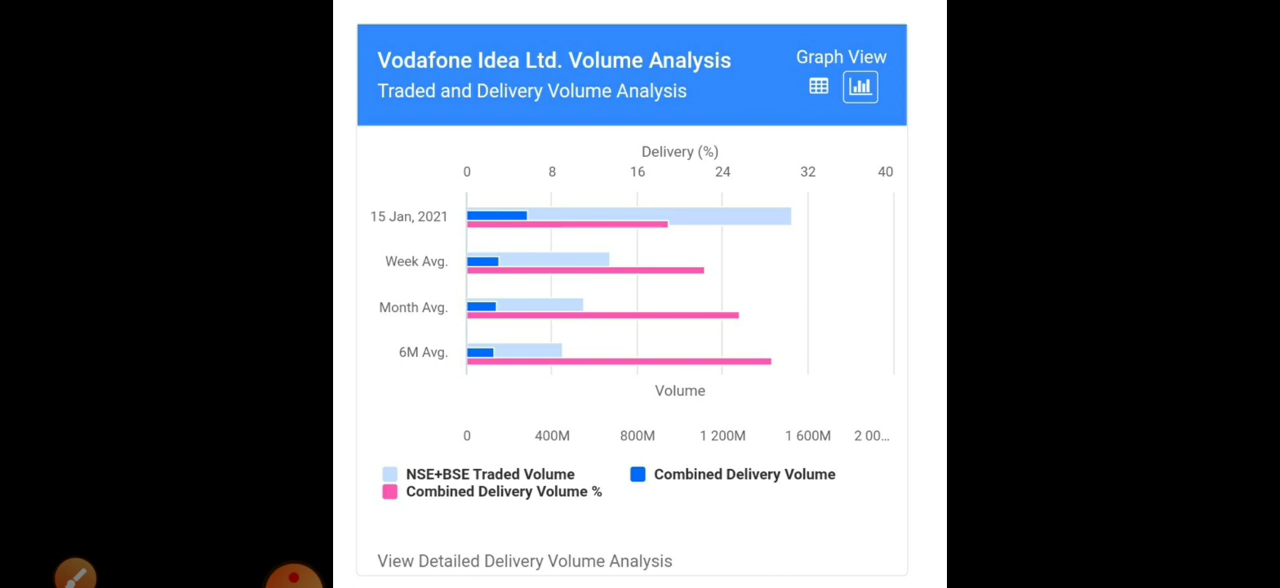 Vodafone Idea Ltd. Volume Analysis
Graph View
Traded and Delivery Volume Analysis
Delivery (%)
0 8 16 24 32 40
15 Jan, 2021
Week Avg.
Month Avg.
6M Avg.
Volume
0 400M 800M 1 200M 1 600M 2 00...
NSE+BSE Traded Volume Combined Delivery Volume
Combined Delivery Volume %
View Detailed Delivery Volume Analysis